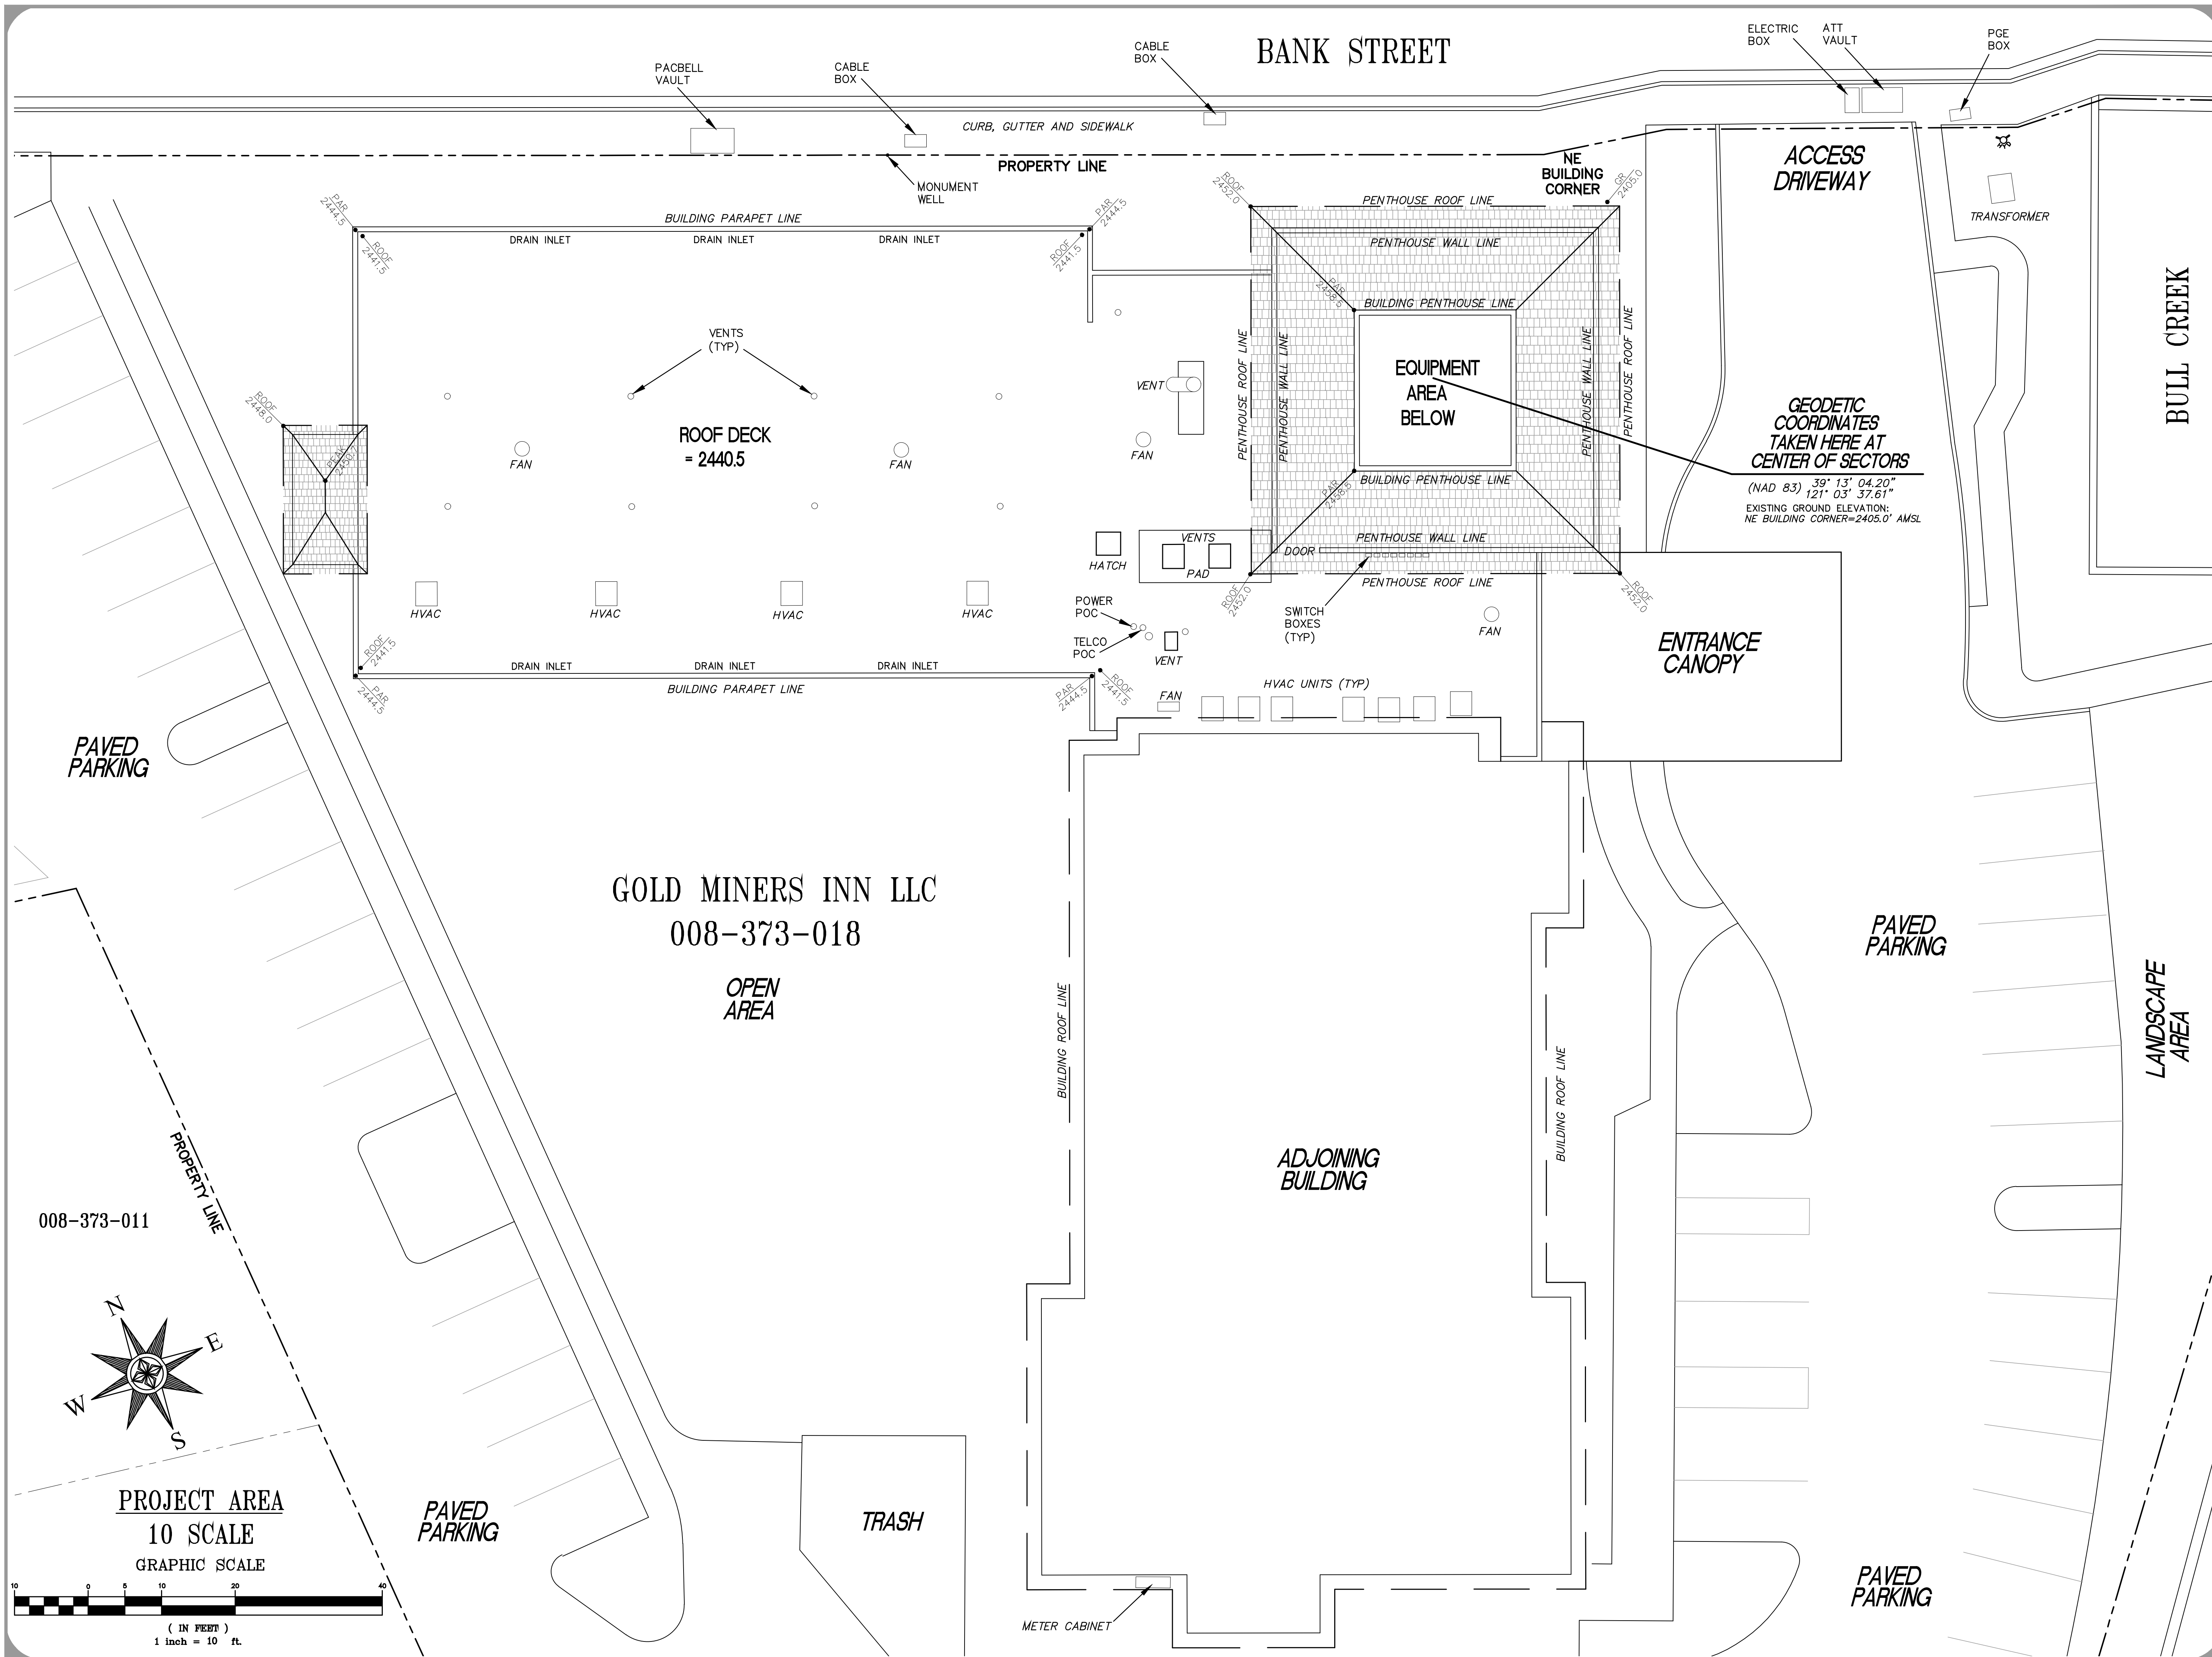 BANK STREET
ELECTRIC
BOX
ATT
VAULT
PGE
BOX
CABLE
BOX
PACBELL
VAULT
CABLE
BOX
CURB, GUTTER AND SIDEWALK
PROPERTY LINE
MONUMENT
WELL
NE
BUILDING
CORNER
GR
2405.0
ACCESS
DRIVEWAY
TRANSFORMER
BULL CREEK
PAR
2444.5
ROOF
2441.5
BUILDING PARAPET LINE
DRAIN INLET
DRAIN INLET
DRAIN INLET
PAR
2444.5
ROOF
2441.5
ROOF
2452.0
PENTHOUSE ROOF LINE
PENTHOUSE WALL LINE
PAR
2458.5
BUILDING PENTHOUSE LINE
PENTHOUSE ROOF LINE
PENTHOUSE WALL LINE
PENTHOUSE WALL LINE
PENTHOUSE ROOF LINE
EQUIPMENT
AREA
BELOW
BUILDING PENTHOUSE LINE
PAR
2458.5
PENTHOUSE WALL LINE
PENTHOUSE ROOF LINE
DOOR
ROOF
2452.0
ROOF
2452.0
GEODETIC
COORDINATES
TAKEN HERE AT
CENTER OF SECTORS
(NAD 83) 39° 13' 04.20"
121° 03' 37.61"
EXISTING GROUND ELEVATION:
NE BUILDING CORNER=2405.0' AMSL
VENTS
(TYP)
VENT
ROOF DECK
= 2440.5
FAN
FAN
FAN
ROOF
2448.0
PEAK
2450.7
HATCH
VENTS
PAD
HVAC
HVAC
HVAC
HVAC
POWER
POC
TELCO
POC
VENT
SWITCH
BOXES
(TYP)
FAN
ENTRANCE
CANOPY
ROOF
2441.5
PAR
2444.5
DRAIN INLET
DRAIN INLET
DRAIN INLET
BUILDING PARAPET LINE
PAR
2444.5
ROOF
2441.5
FAN
HVAC UNITS (TYP)
PAVED
PARKING
GOLD MINERS INN LLC
008-373-018
OPEN
AREA
BUILDING ROOF LINE
BUILDING ROOF LINE
ADJOINING
BUILDING
PAVED
PARKING
LANDSCAPE
AREA
PROPERTY LINE
008-373-011
N
E
W
S
PROJECT AREA
10 SCALE
GRAPHIC SCALE
10 0 5 10 20 40
( IN FEET )
1 inch = 10 ft.
PAVED
PARKING
TRASH
METER CABINET
PAVED
PARKING